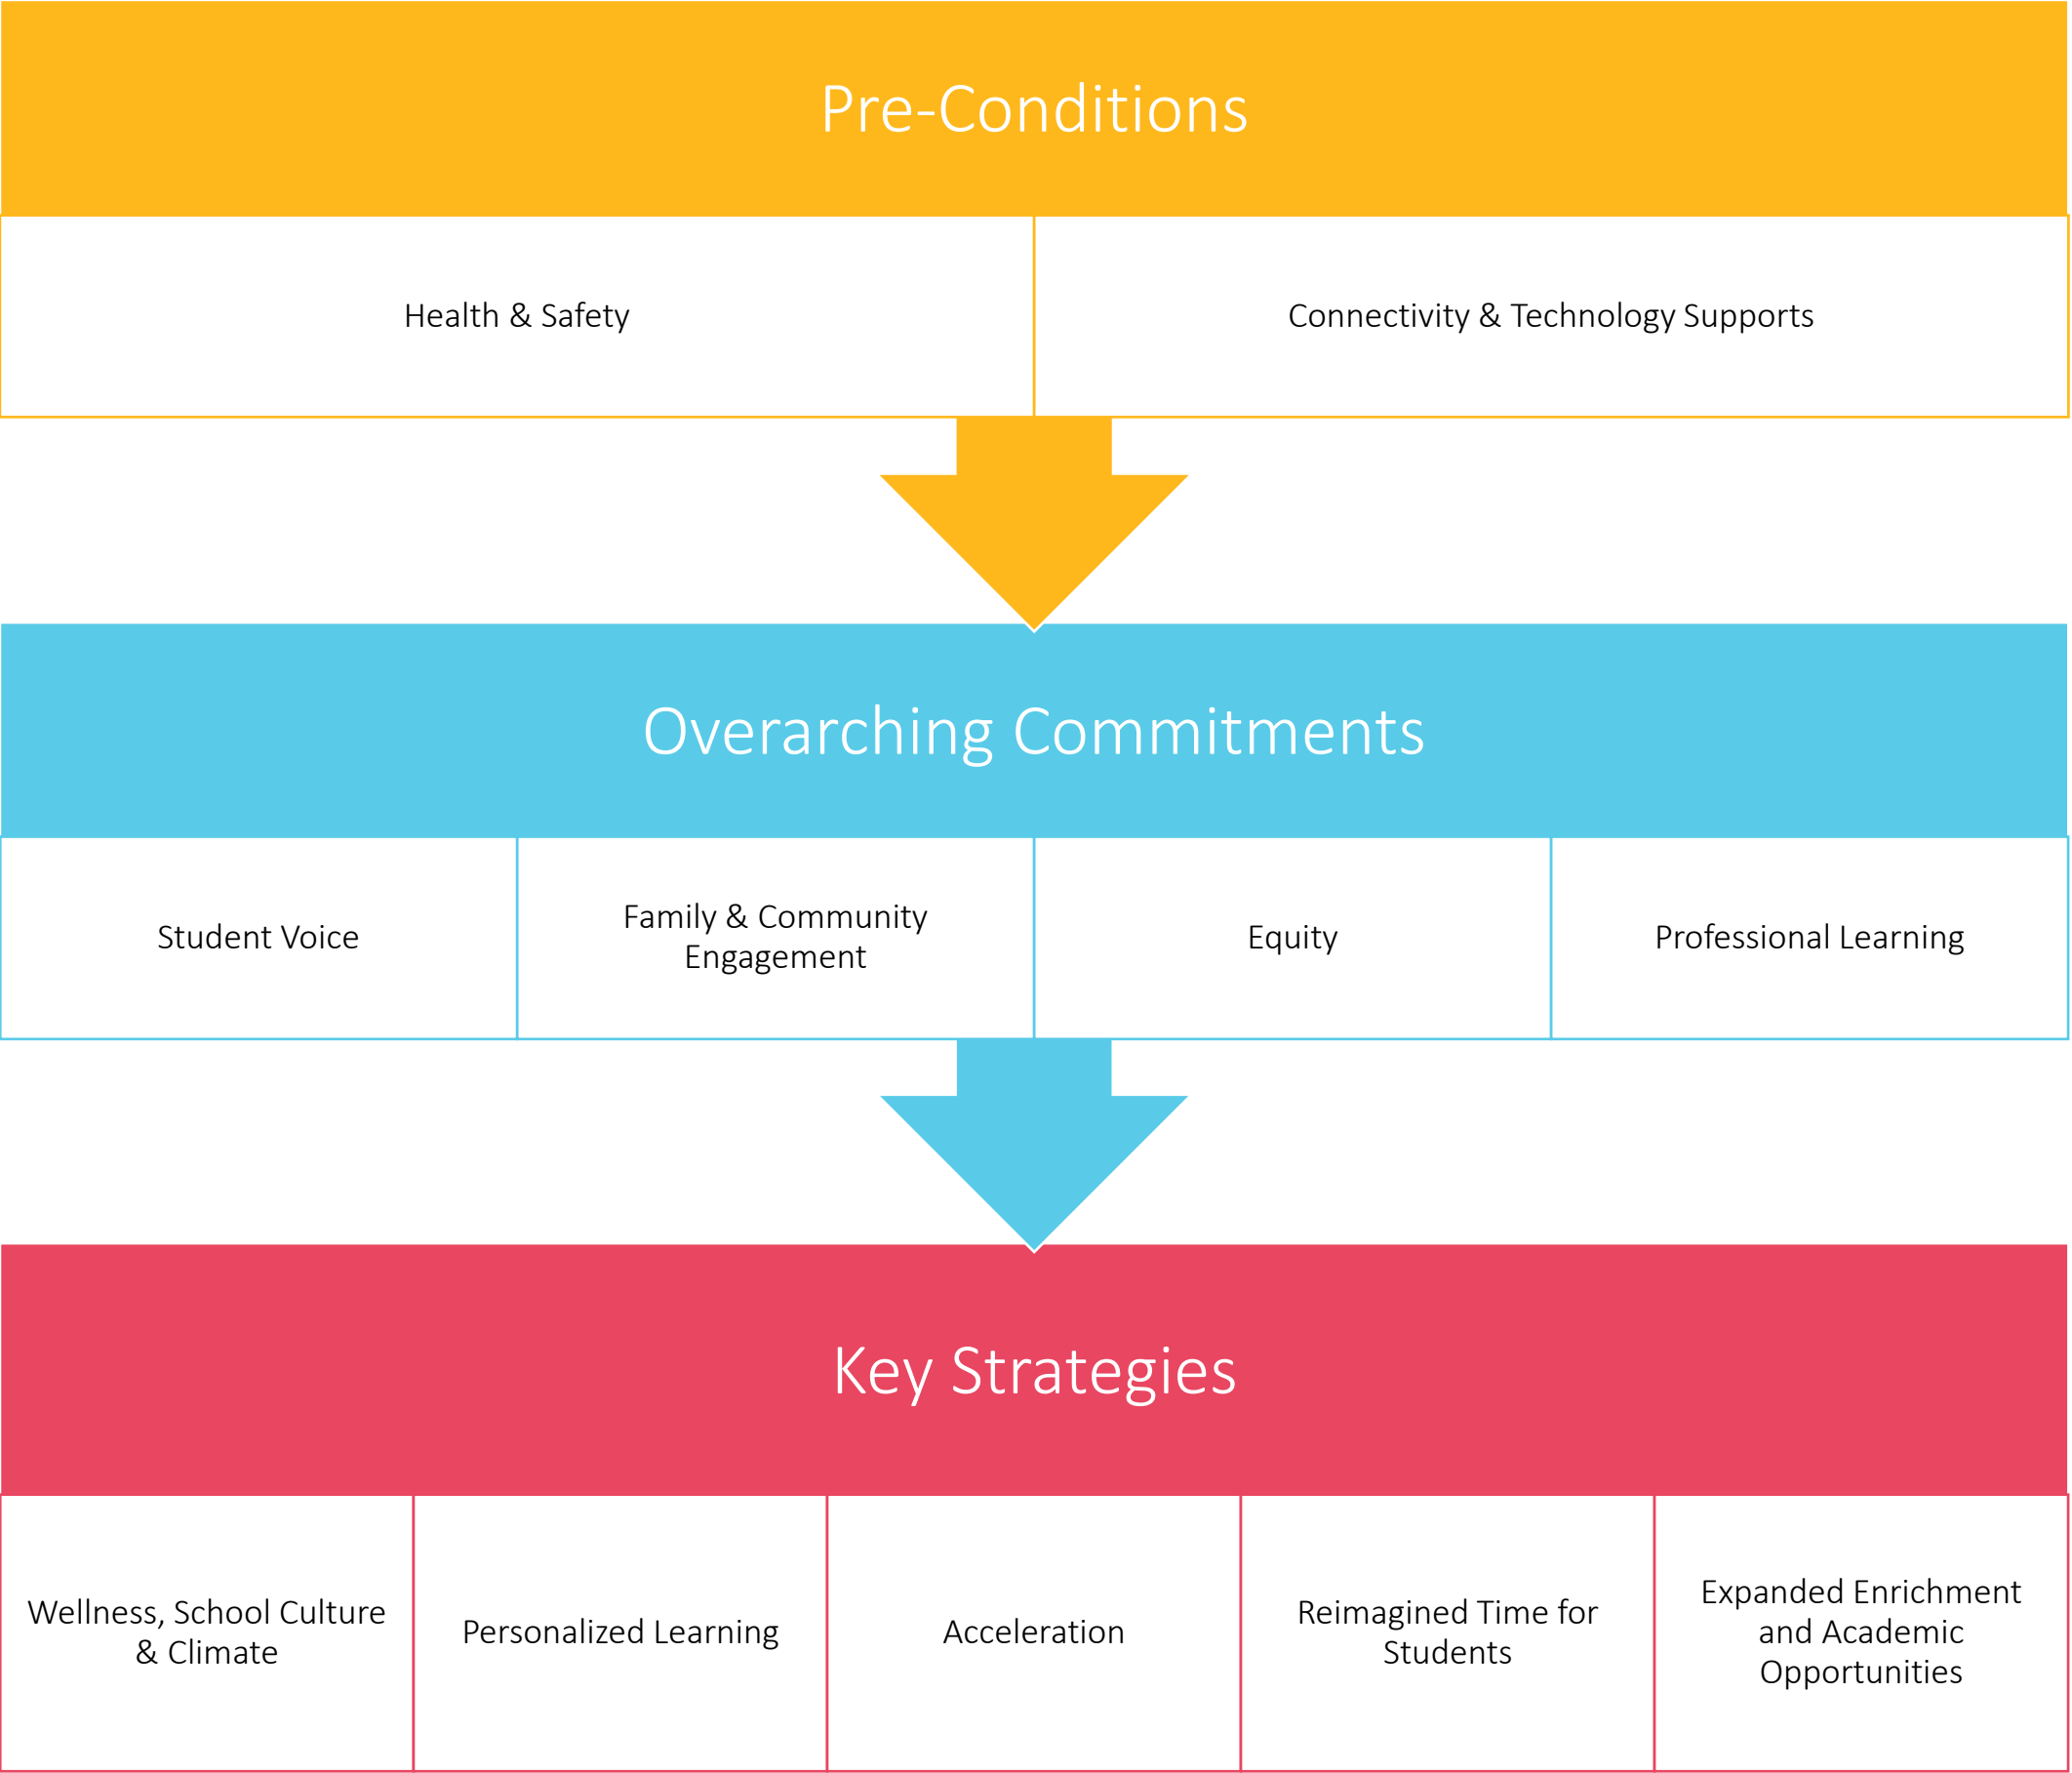 Pre-Conditions
Health & Safety
Connectivity & Technology Supports
Overarching Commitments
Student Voice
Family & Community
Engagement
Equity
Professional Learning
Key Strategies
Wellness, School Culture
& Climate
Personalized Learning
Acceleration
Reimagined Time for
Students
Expanded Enrichment
and Academic
Opportunities